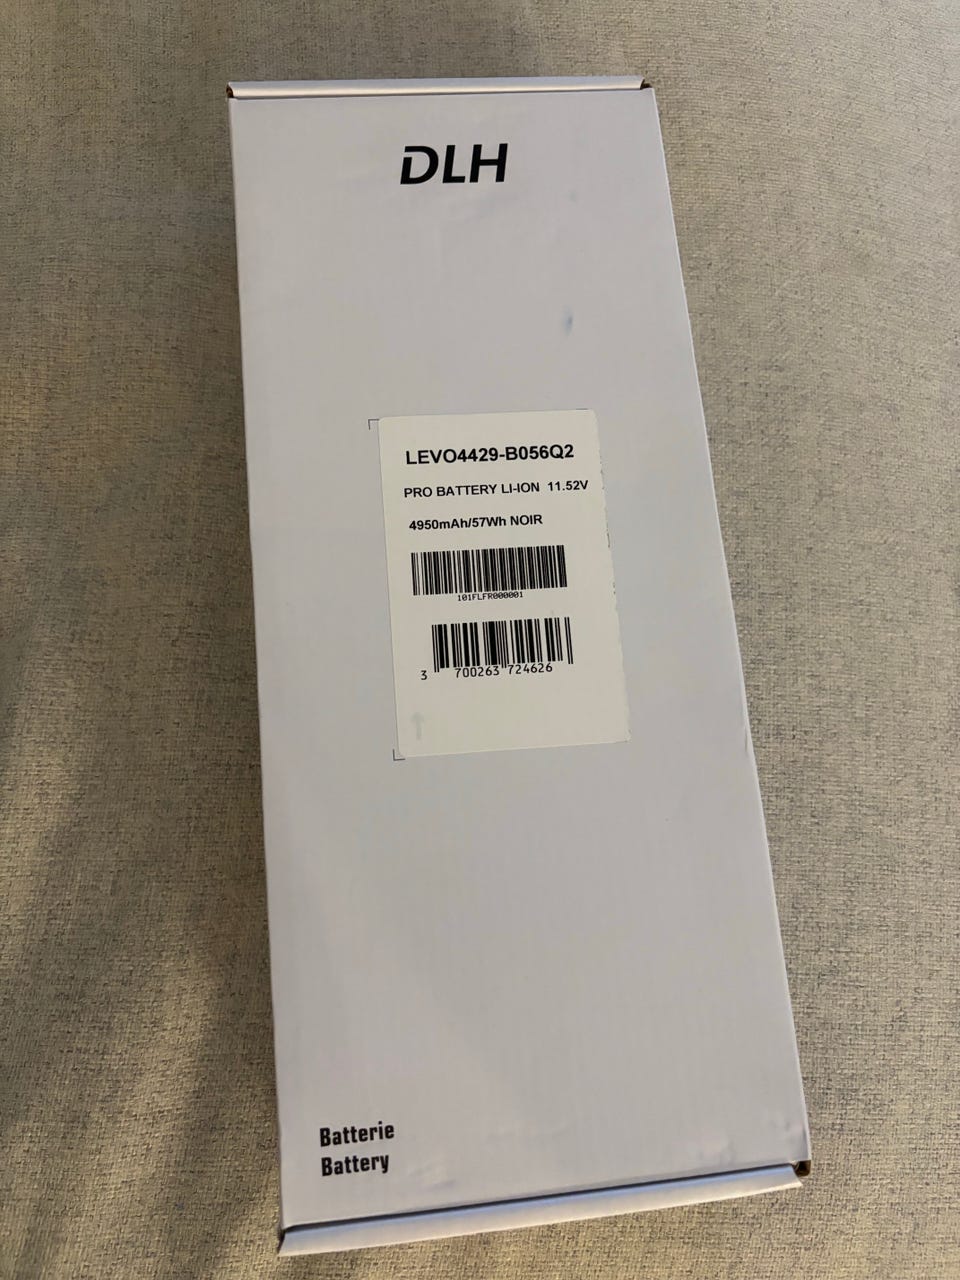 DLH
LEVO4429-B056Q2
PRO BATTERY LI-ION 11.52V
4950mAh/57Wh NOIR
101FLFR000001
3 700263 724626
Batterie
Battery